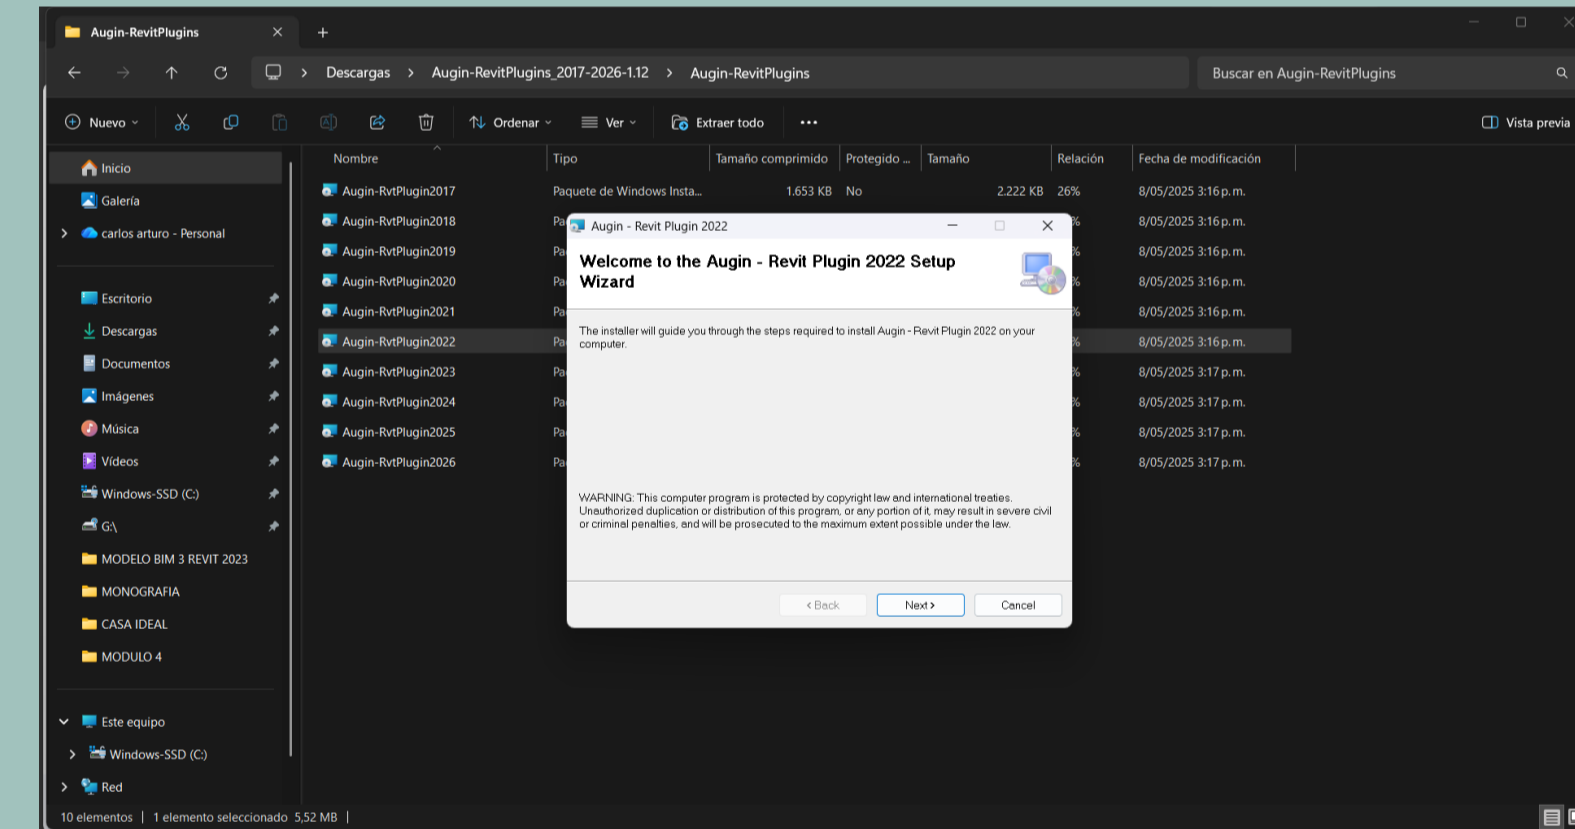 Augin-RevitPlugins
Descargas > Augin-RevitPlugins_2017-2026-1.12 > Augin-RevitPlugins
Buscar en Augin-RevitPlugins
Nuevo
Ordenar
Ver
Extraer todo
Vista previa
Inicio
Galería
carlos arturo - Personal
Escritorio
Descargas
Documentos
Imágenes
Música
Vídeos
Windows-SSD (C:)
G:\
MODELO BIM 3 REVIT 2023
MONOGRAFIA
CASA IDEAL
MODULO 4
Este equipo
Windows-SSD (C:)
Red
Nombre Tipo Tamaño comprimido Protegido ... Tamaño Relación Fecha de modificación
Augin-RvtPlugin2017 Paquete de Windows Insta... 1.653 KB No 2.222 KB 26% 8/05/2025 3:16 p. m.
Augin-RvtPlugin2018 Pa % 8/05/2025 3:16 p. m.
Augin-RvtPlugin2019 Pa % 8/05/2025 3:16 p. m.
Augin-RvtPlugin2020 Pa % 8/05/2025 3:16 p. m.
Augin-RvtPlugin2021 Pa % 8/05/2025 3:16 p. m.
Augin-RvtPlugin2022 Pa % 8/05/2025 3:16 p. m.
Augin-RvtPlugin2023 Pa % 8/05/2025 3:17 p. m.
Augin-RvtPlugin2024 Pa % 8/05/2025 3:17 p. m.
Augin-RvtPlugin2025 Pa % 8/05/2025 3:17 p. m.
Augin-RvtPlugin2026 Pa % 8/05/2025 3:17 p. m.
Augin - Revit Plugin 2022
Welcome to the Augin - Revit Plugin 2022 Setup
Wizard
The installer will guide you through the steps required to install Augin - Revit Plugin 2022 on your
computer.
WARNING: This computer program is protected by copyright law and international treaties.
Unauthorized duplication or distribution of this program, or any portion of it, may result in severe civil
or criminal penalties, and will be prosecuted to the maximum extent possible under the law.
< Back Next > Cancel
10 elementos | 1 elemento seleccionado 5,52 MB |